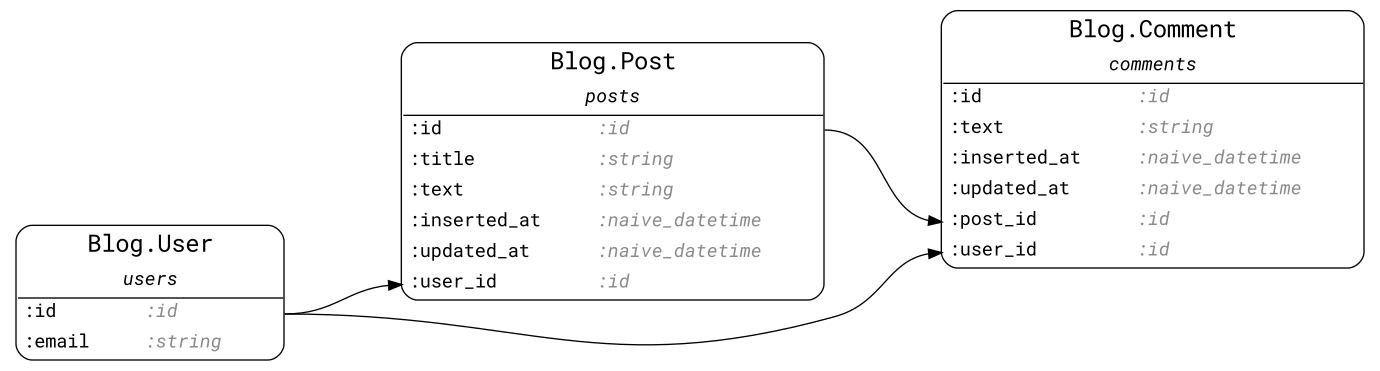 Blog.User
users
:id :id
:email :string
Blog.Post
posts
:id :id
:title :string
:text :string
:inserted_at :naive_datetime
:updated_at :naive_datetime
:user_id :id
Blog.Comment
comments
:id :id
:text :string
:inserted_at :naive_datetime
:updated_at :naive_datetime
:post_id :id
:user_id :id